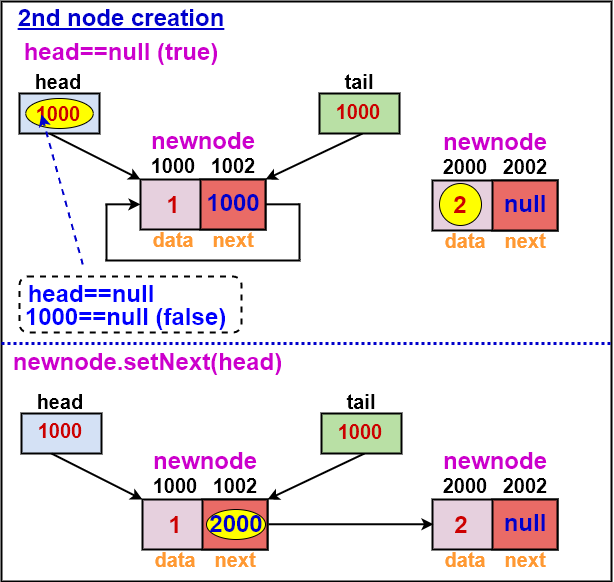 2nd node creation
head==null (true)
head
tail
1000
1000
newnode
newnode
1000 1002
2000 2002
1 1000
2 null
data next
data next
head==null
1000==null (false)
newnode.setNext(head)
head
tail
1000
1000
newnode
newnode
1000 1002
2000 2002
1 2000
2 null
data next
data next